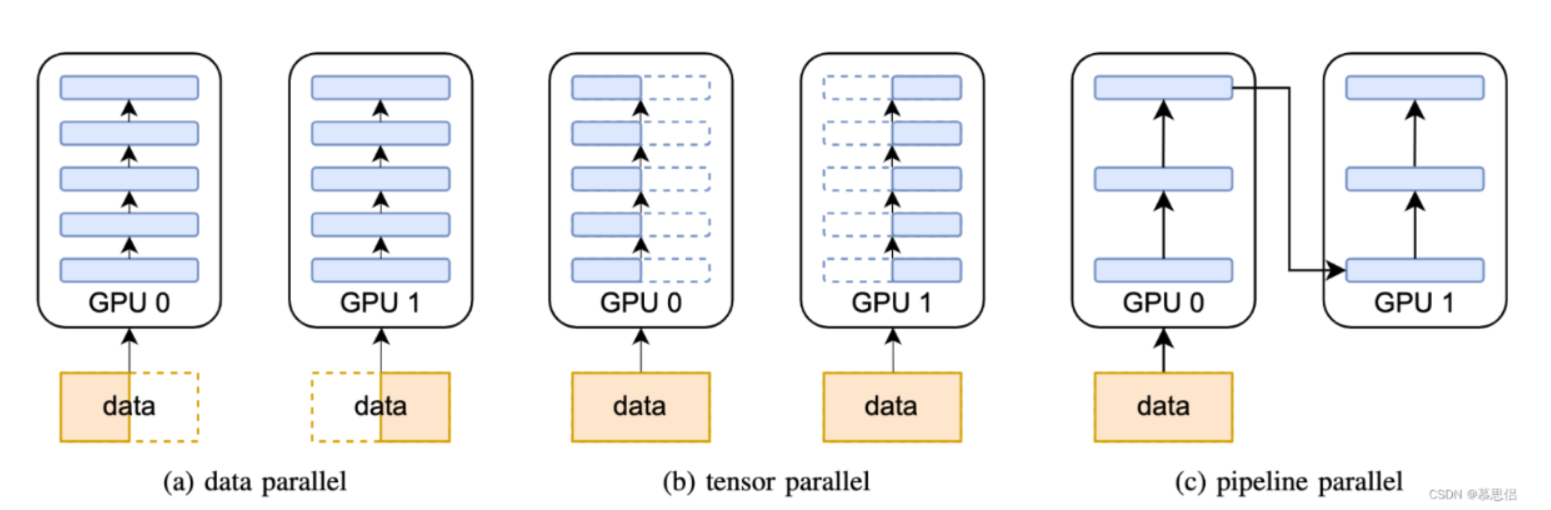 GPU 0
GPU 1
data
data
(a) data parallel
GPU 0
GPU 1
data
data
(b) tensor parallel
GPU 0
GPU 1
data
(c) pipeline parallel
CSDN @慕思侣